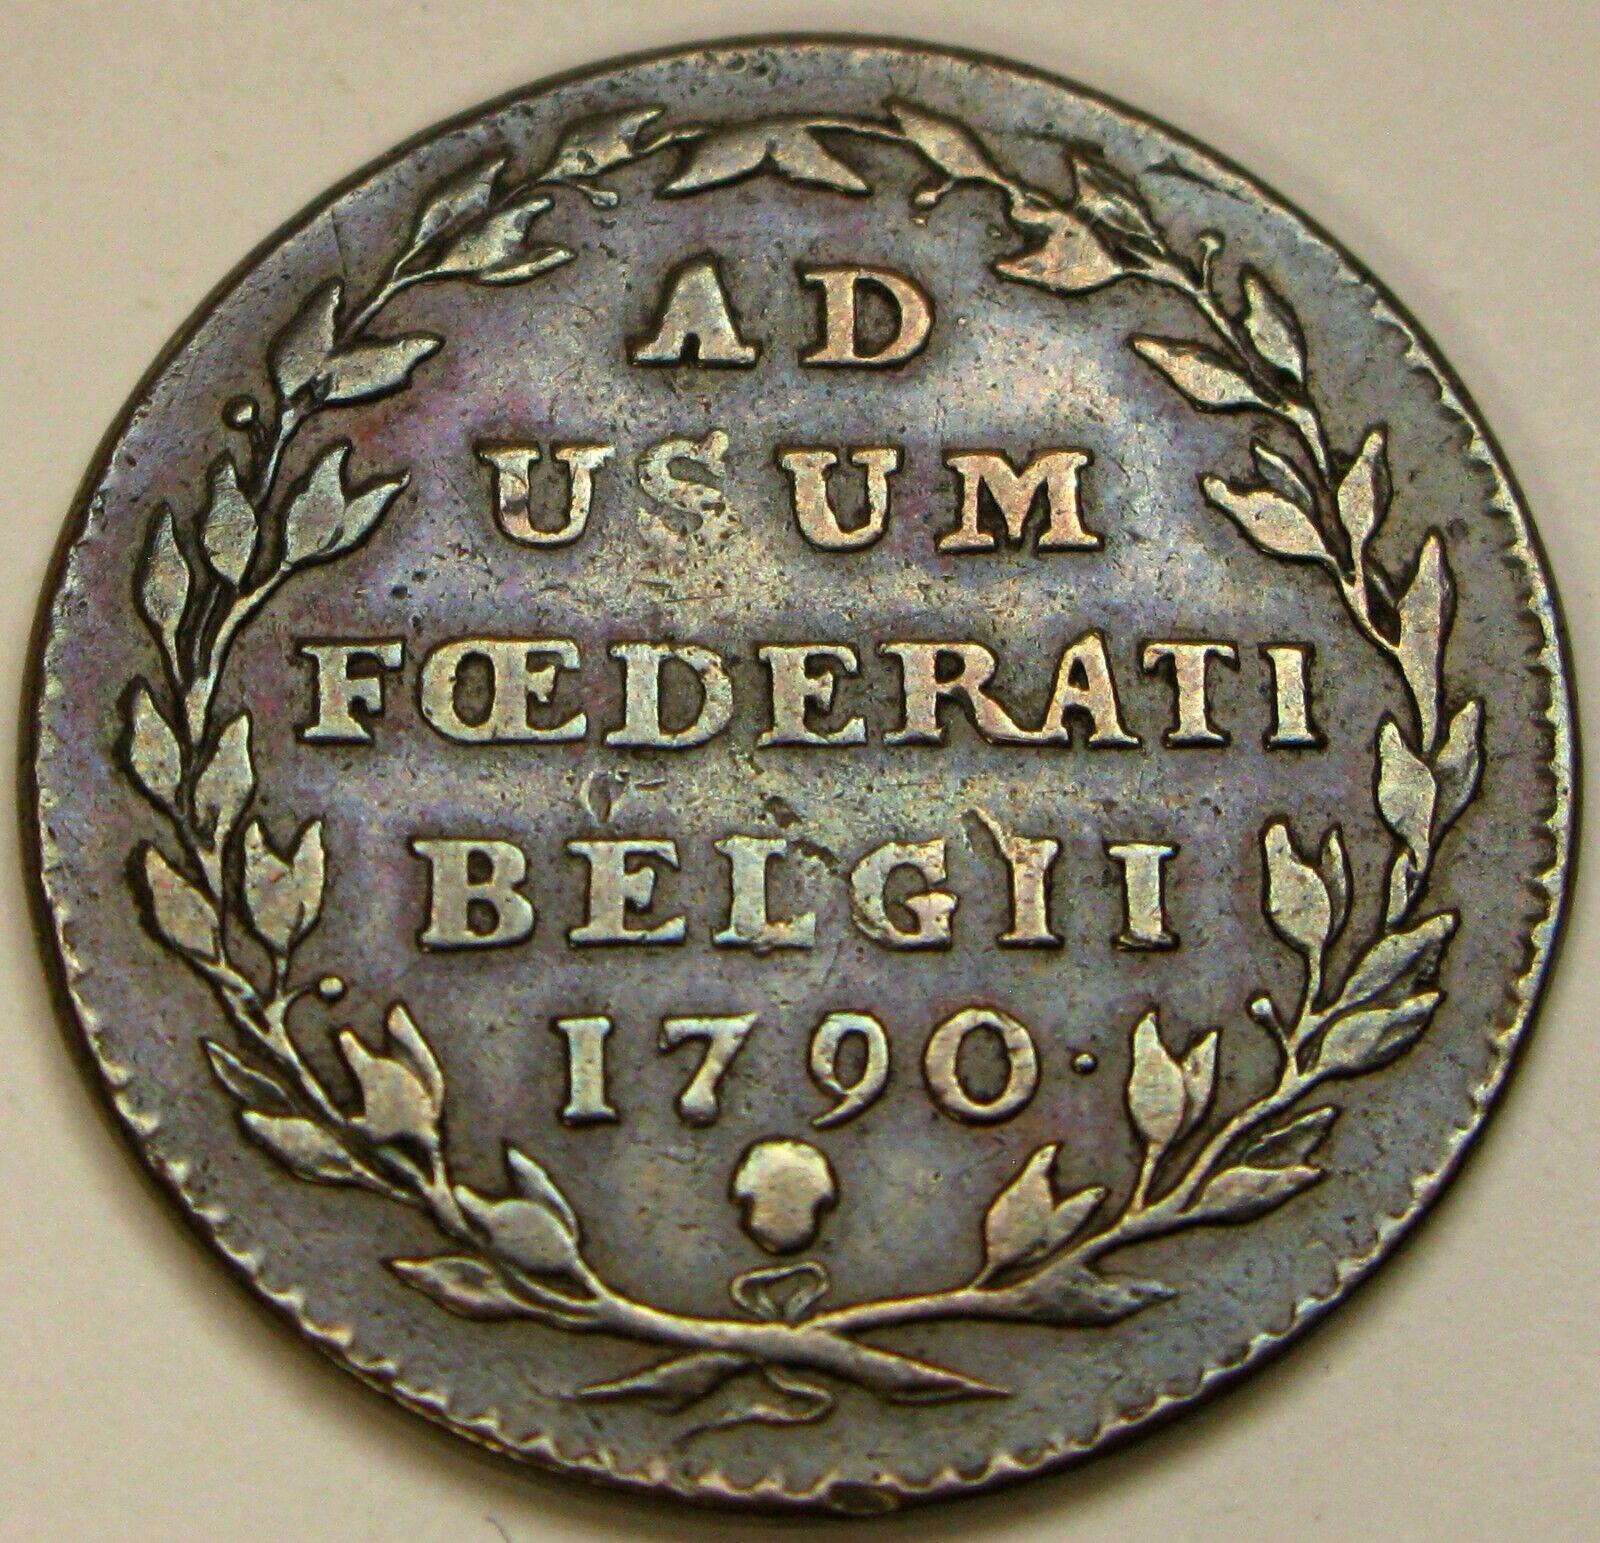 AD
USUM
FŒDERATI
BELGII
1790·